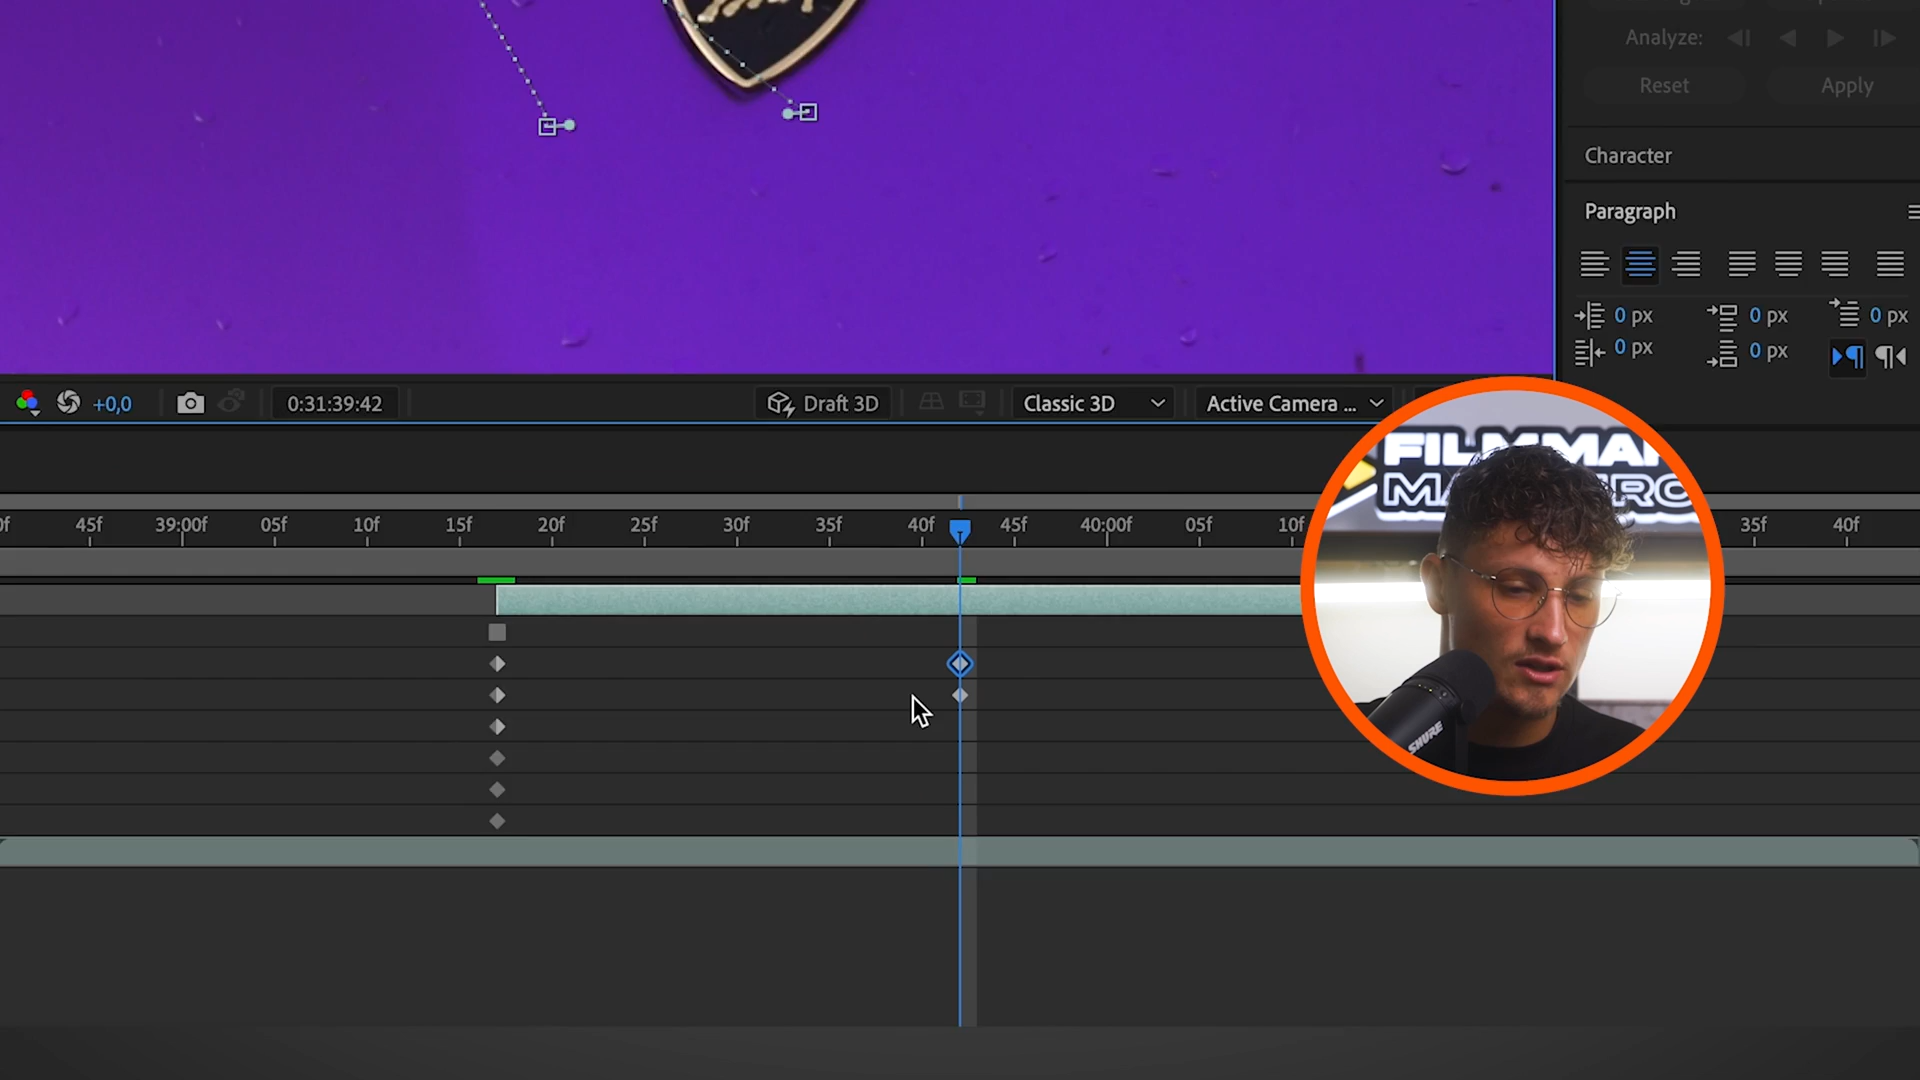 Analyze:
Reset
Apply
Character
Paragraph
0 px
0 px
0 px
0 px
0 px
+0,0
0:31:39:42
Draft 3D
Classic 3D
Active Camera ...
0f
45f
39:00f
05f
10f
15f
20f
25f
30f
35f
40f
45f
40:00f
05f
10f
35f
40f
SHURE